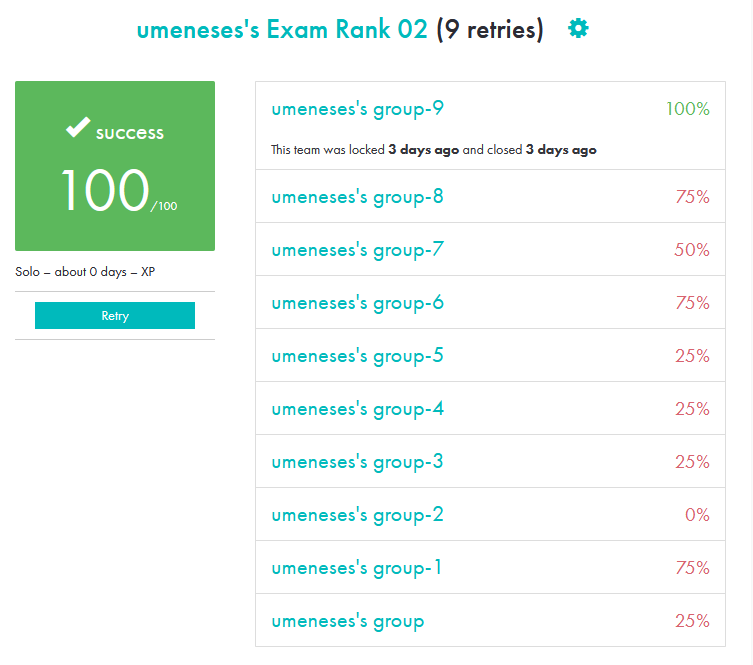 umeneses's Exam Rank 02 (9 retries)
success
100/100
Solo – about 0 days – XP
Retry
umeneses's group-9 100%
This team was locked 3 days ago and closed 3 days ago
umeneses's group-8 75%
umeneses's group-7 50%
umeneses's group-6 75%
umeneses's group-5 25%
umeneses's group-4 25%
umeneses's group-3 25%
umeneses's group-2 0%
umeneses's group-1 75%
umeneses's group 25%